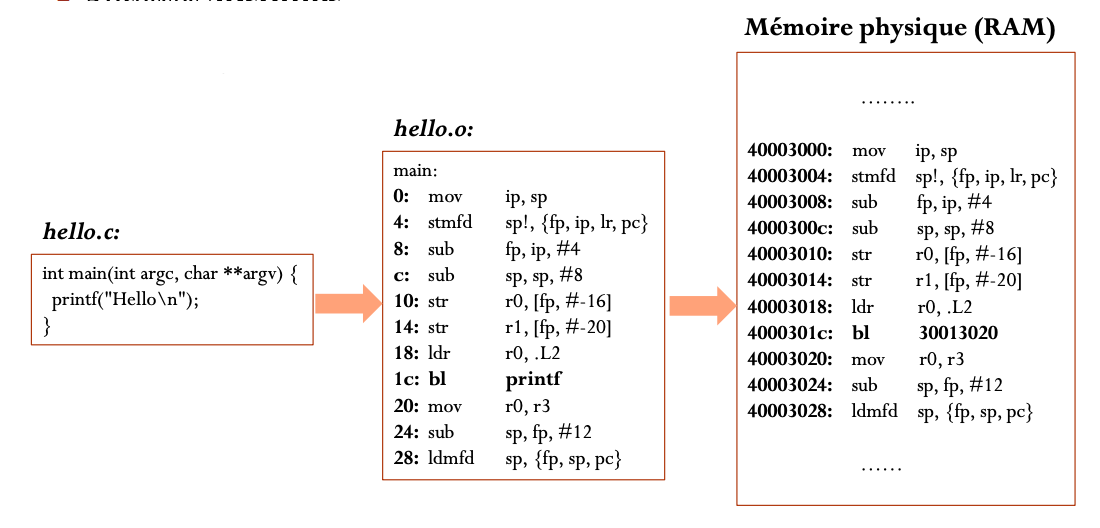 Mémoire physique (RAM)
........
hello.o:
hello.c:
int main(int argc, char **argv) {
printf("Hello\n");
}
main:
0: mov ip, sp
4: stmfd sp!, {fp, ip, lr, pc}
8: sub fp, ip, #4
c: sub sp, sp, #8
10: str r0, [fp, #-16]
14: str r1, [fp, #-20]
18: ldr r0, .L2
1c: bl printf
20: mov r0, r3
24: sub sp, fp, #12
28: ldmfd sp, {fp, sp, pc}
40003000: mov ip, sp
40003004: stmfd sp!, {fp, ip, lr, pc}
40003008: sub fp, ip, #4
4000300c: sub sp, sp, #8
40003010: str r0, [fp, #-16]
40003014: str r1, [fp, #-20]
40003018: ldr r0, .L2
4000301c: bl 30013020
40003020: mov r0, r3
40003024: sub sp, fp, #12
40003028: ldmfd sp, {fp, sp, pc}
......